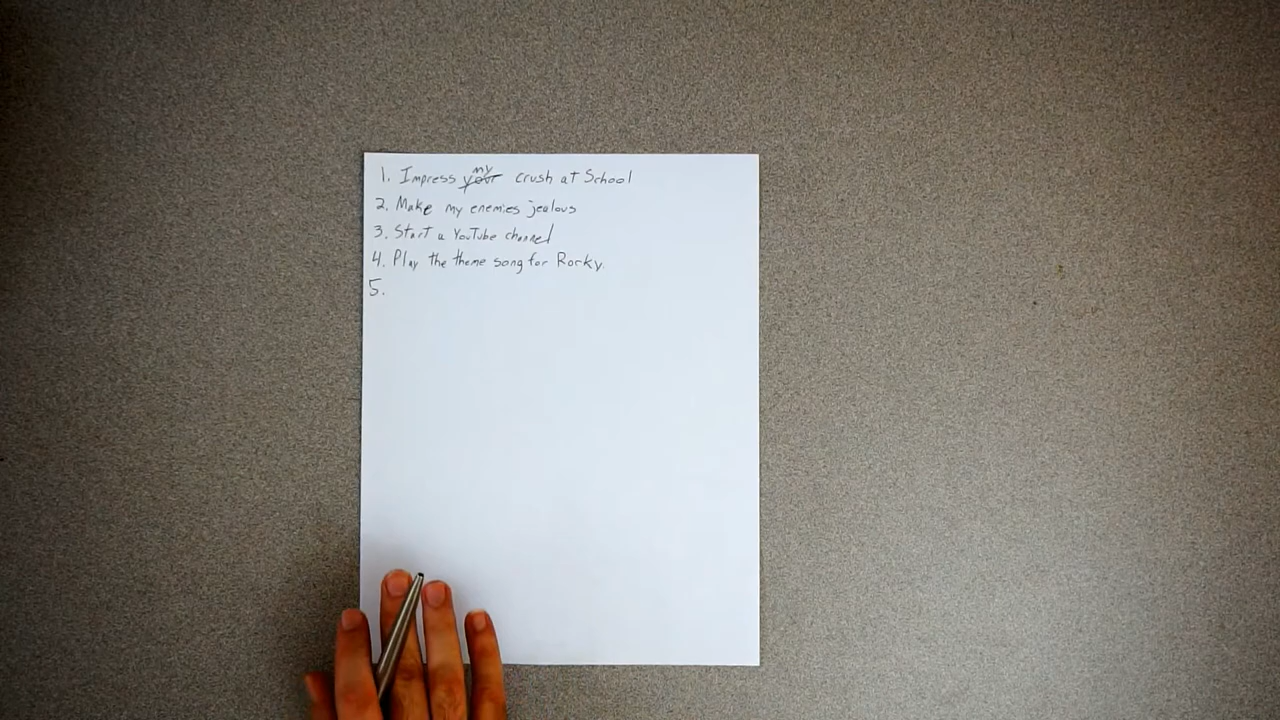 1. Impress your my crush at School
2. Make my enemies jealous
3. Start a YouTube channel
4. Play the theme song for Rocky.
5.